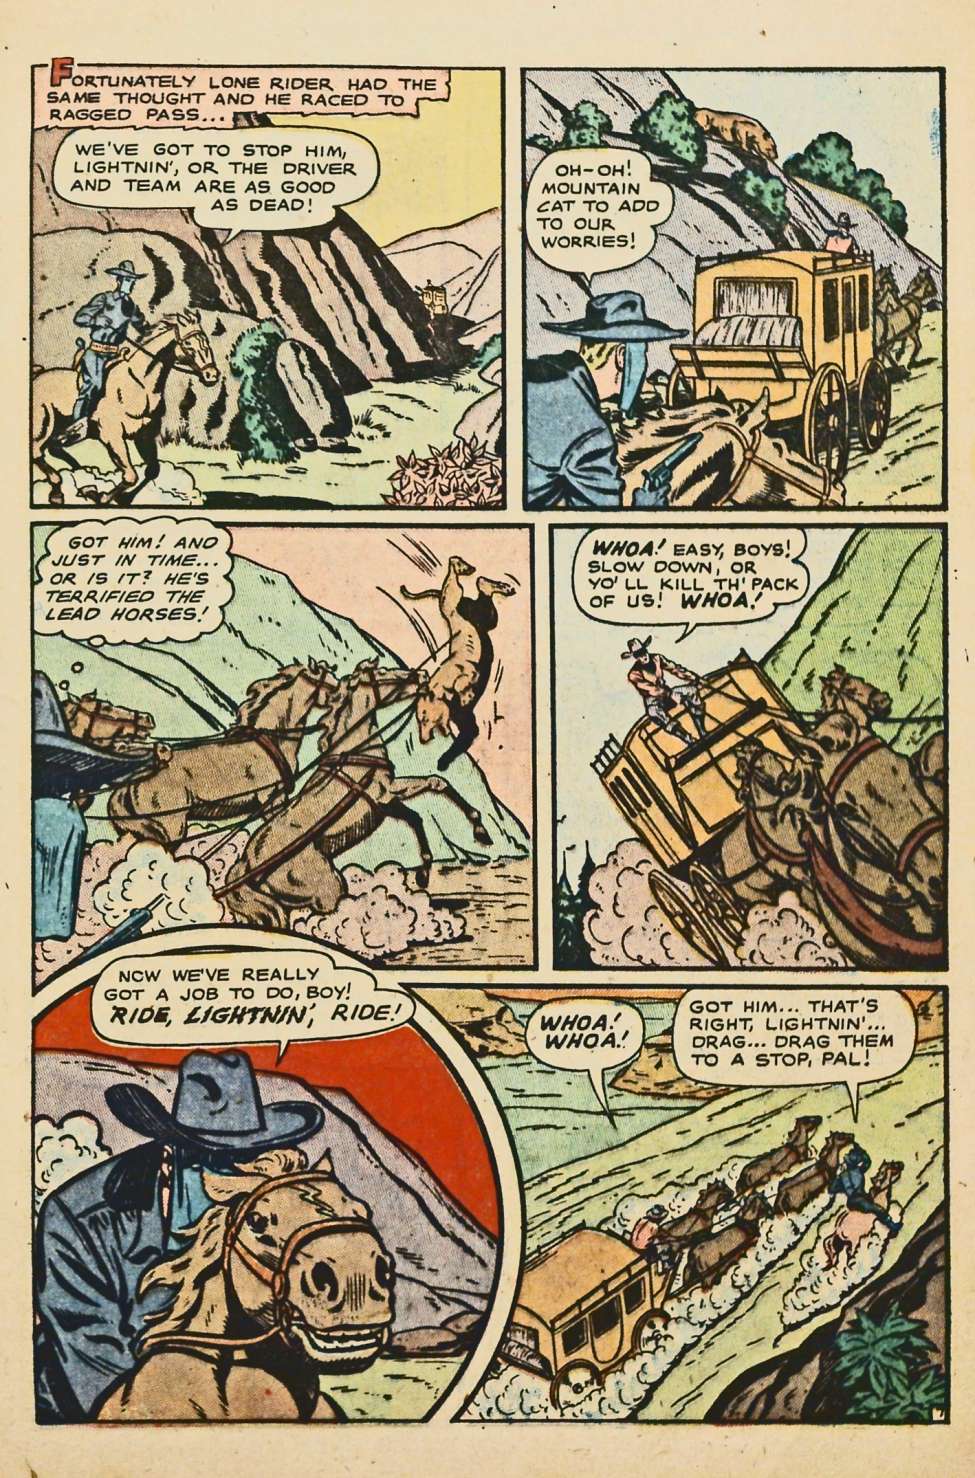 FORTUNATELY LONE RIDER HAD THE
SAME THOUGHT AND HE RACED TO
RAGGED PASS...
WE'VE GOT TO STOP HIM,
LIGHTNIN', OR THE DRIVER
AND TEAM ARE AS GOOD
AS DEAD!
OH-OH!
MOUNTAIN
CAT TO ADD
TO OUR
WORRIES!
GOT HIM! AND
JUST IN TIME...
OR IS IT? HE'S
TERRIFIED THE
LEAD HORSES!
WHOA! EASY, BOYS!
SLOW DOWN, OR
YO'LL KILL TH' PACK
OF US! WHOA!
NOW WE'VE REALLY
GOT A JOB TO DO, BOY!
RIDE, LIGHTNIN', RIDE!
WHOA!
WHOA!
GOT HIM... THAT'S
RIGHT, LIGHTNIN'...
DRAG... DRAG THEM
TO A STOP, PAL!